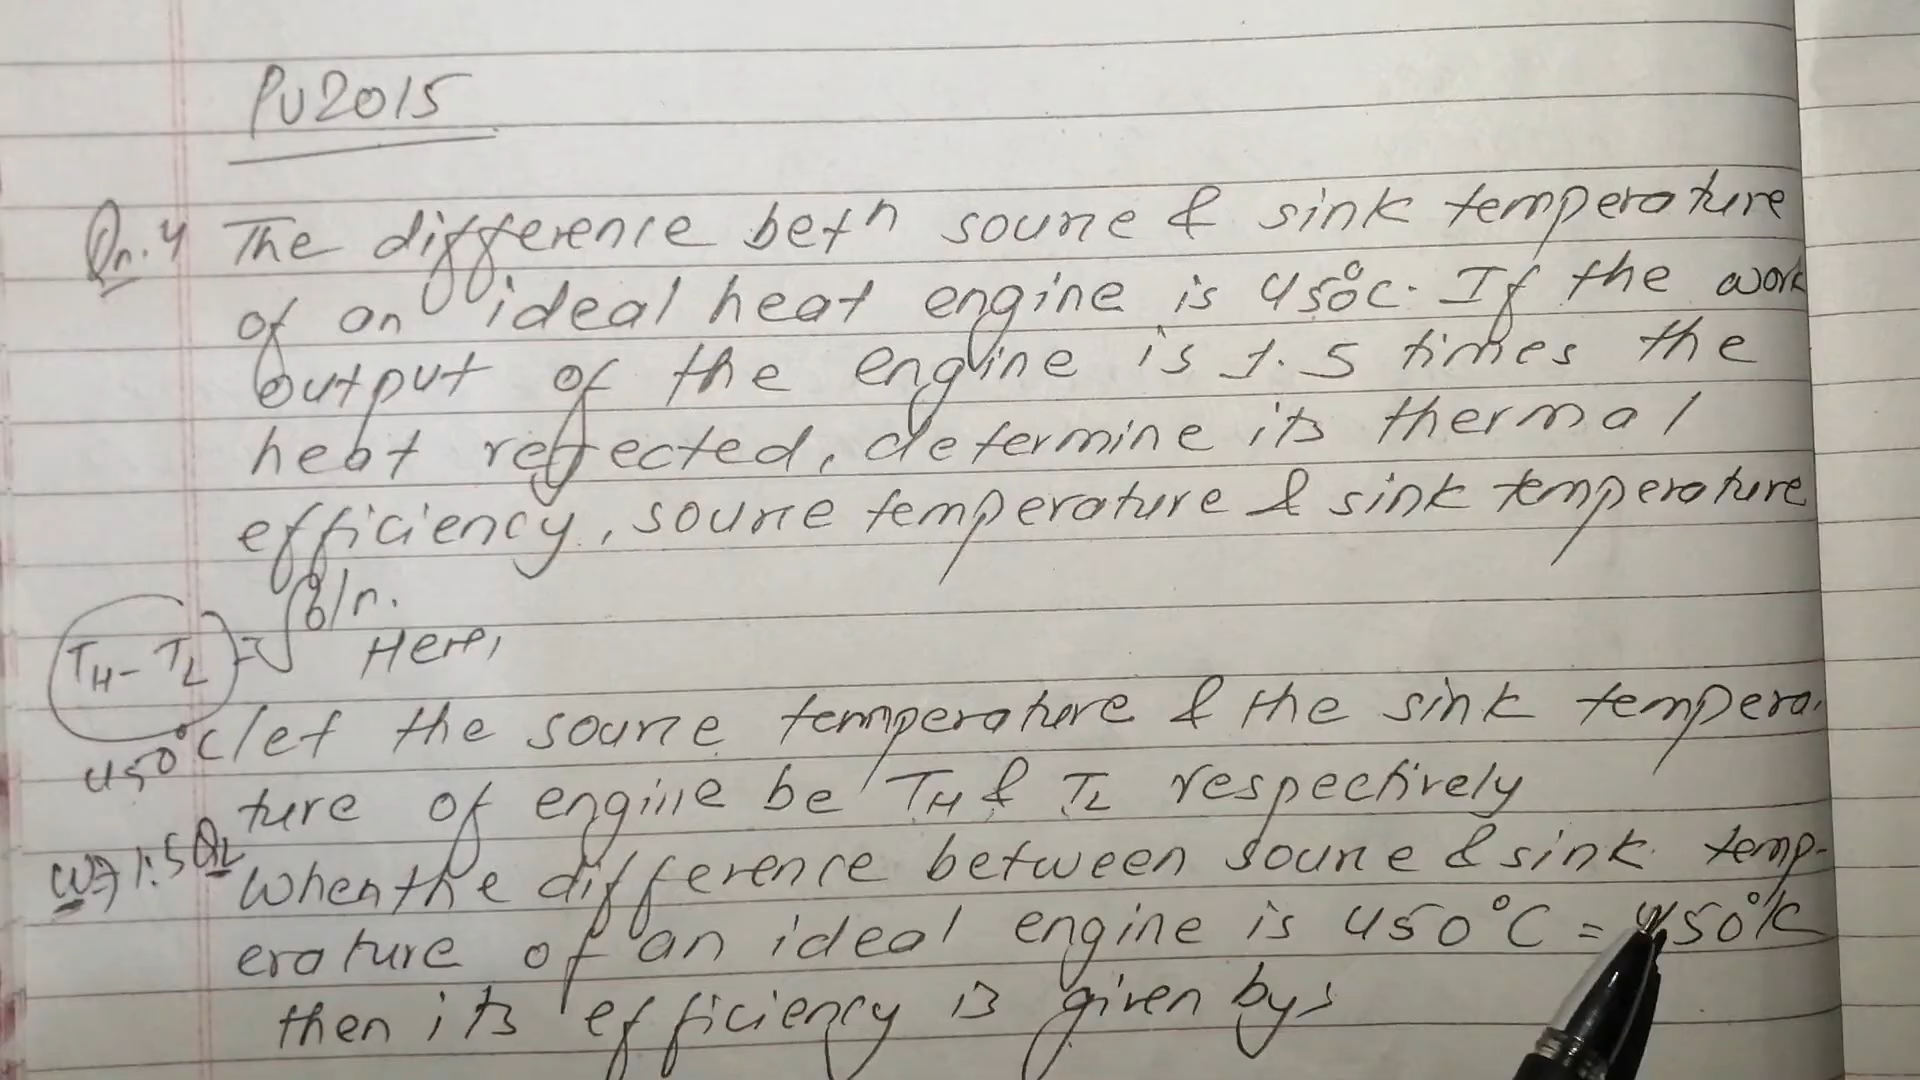 PU2015
Qn.4 The difference betn source & sink temperature
of an ideal heat engine is 450°C. If the work
output of the engine is 1.5 times the
heat rejected, determine its thermal
efficiency, source temperature & sink temperature
Soln.
TH - TL = Here,
450°C let the source temperature & the sink tempera.
ture of engine be TH & TL respectively
W = 1.5QL When the difference between source & sink temp-
erature of an ideal engine is 450°C = 450°K
then its efficiency is given by,